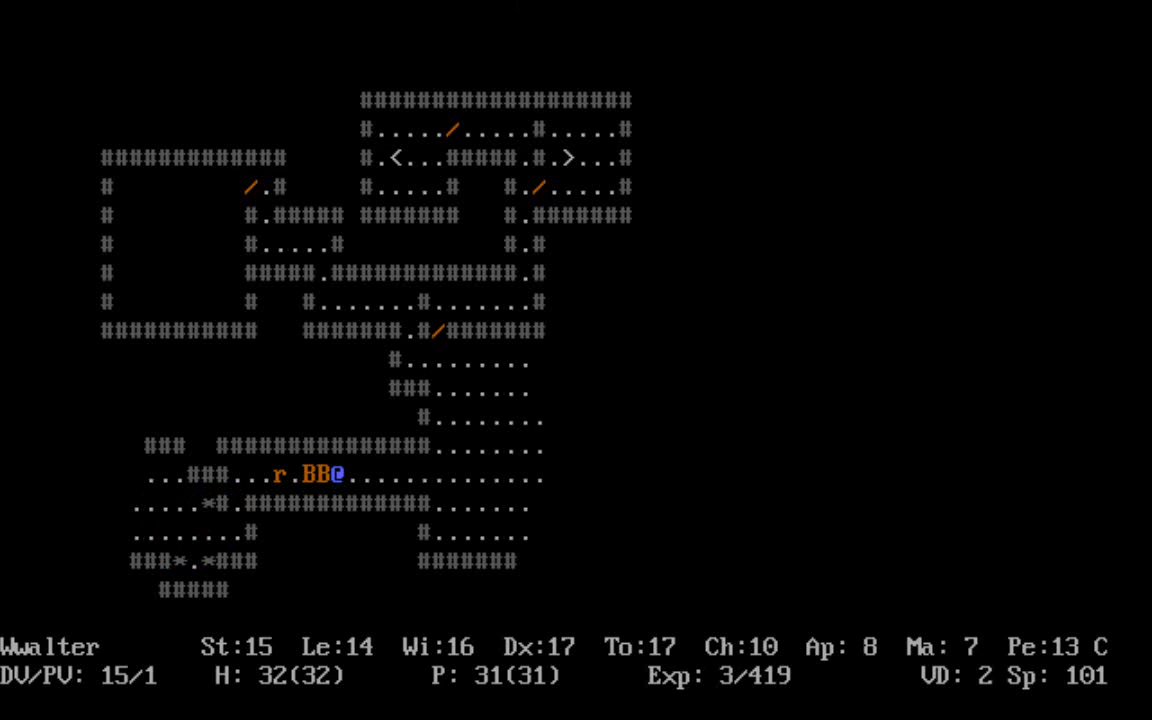 ###################
                         #...../.....#.....#
       #############     #.<...#####.#.>...#
       #         /.#     #.....#   #./.....#
       #         #.##### #######   #.#######
       #         #.....#           #.#
       #         #####.#############.#
       #         #   #.......#.......#
       ###########   #######.#/#######
                           #.........
                           ###.......
                             #........
          ###  ###############........
          ...###...r.BB@..............
         .....*#.#############.......
         ........#           #.......
         ###*.*###           #######
           #####
Wwalter       St:15  Le:14  Wi:16  Dx:17  To:17  Ch:10  Ap: 8  Ma: 7  Pe:13 C
DV/PV: 15/1    H: 32(32)      P: 31(31)      Exp: 3/419         VD: 2 Sp: 101